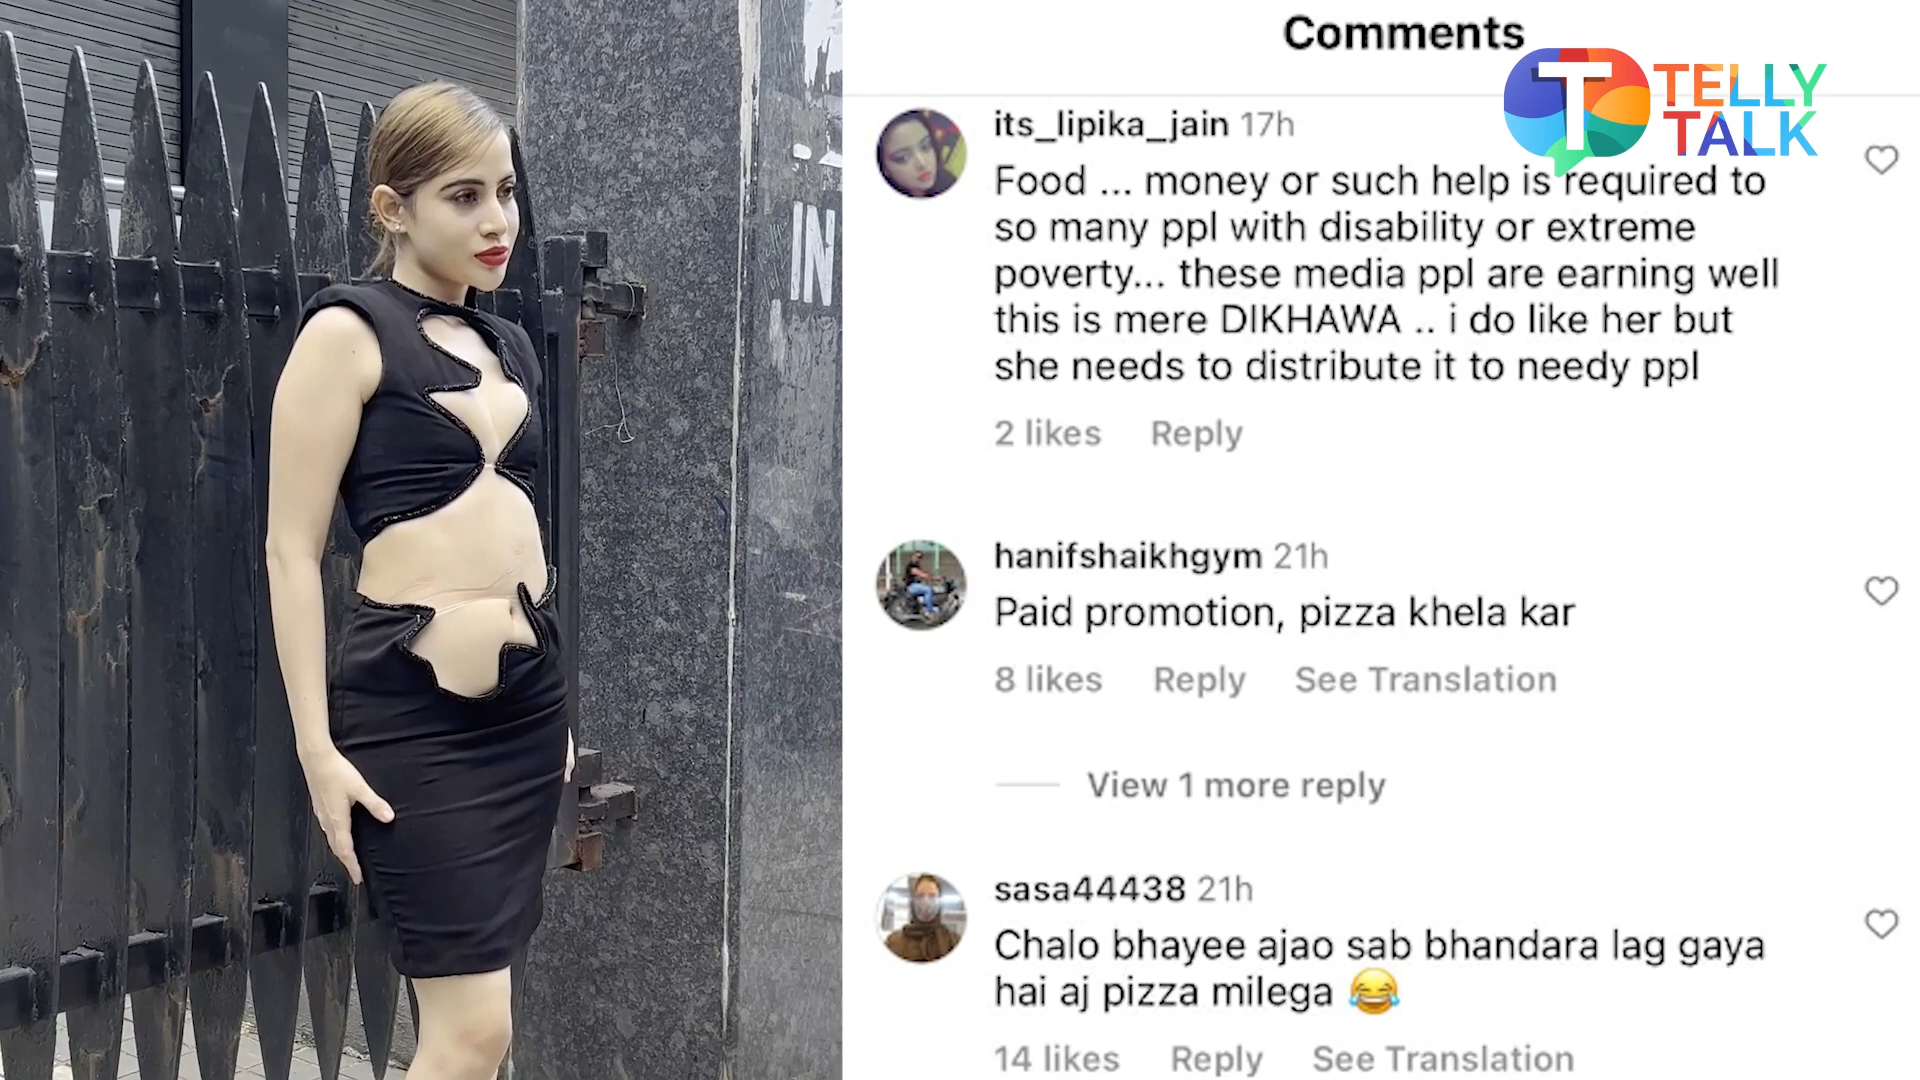 Comments
TELLY
TALK
its_lipika_jain 17h
Food ... money or such help is required to
so many ppl with disability or extreme
poverty... these media ppl are earning well
this is mere DIKHAWA .. i do like her but
she needs to distribute it to needy ppl
2 likes Reply
hanifshaikhgym 21h
Paid promotion, pizza khela kar
8 likes Reply See Translation
View 1 more reply
sasa44438 21h
Chalo bhayee ajao sab bhandara lag gaya
hai aj pizza milega 😂
14 likes Reply See Translation
IN